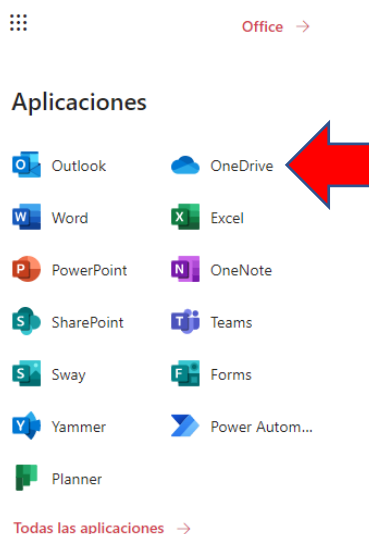 Office →
Aplicaciones
Outlook OneDrive
Word Excel
PowerPoint OneNote
SharePoint Teams
Sway Forms
Yammer Power Autom...
Planner
Todas las aplicaciones →